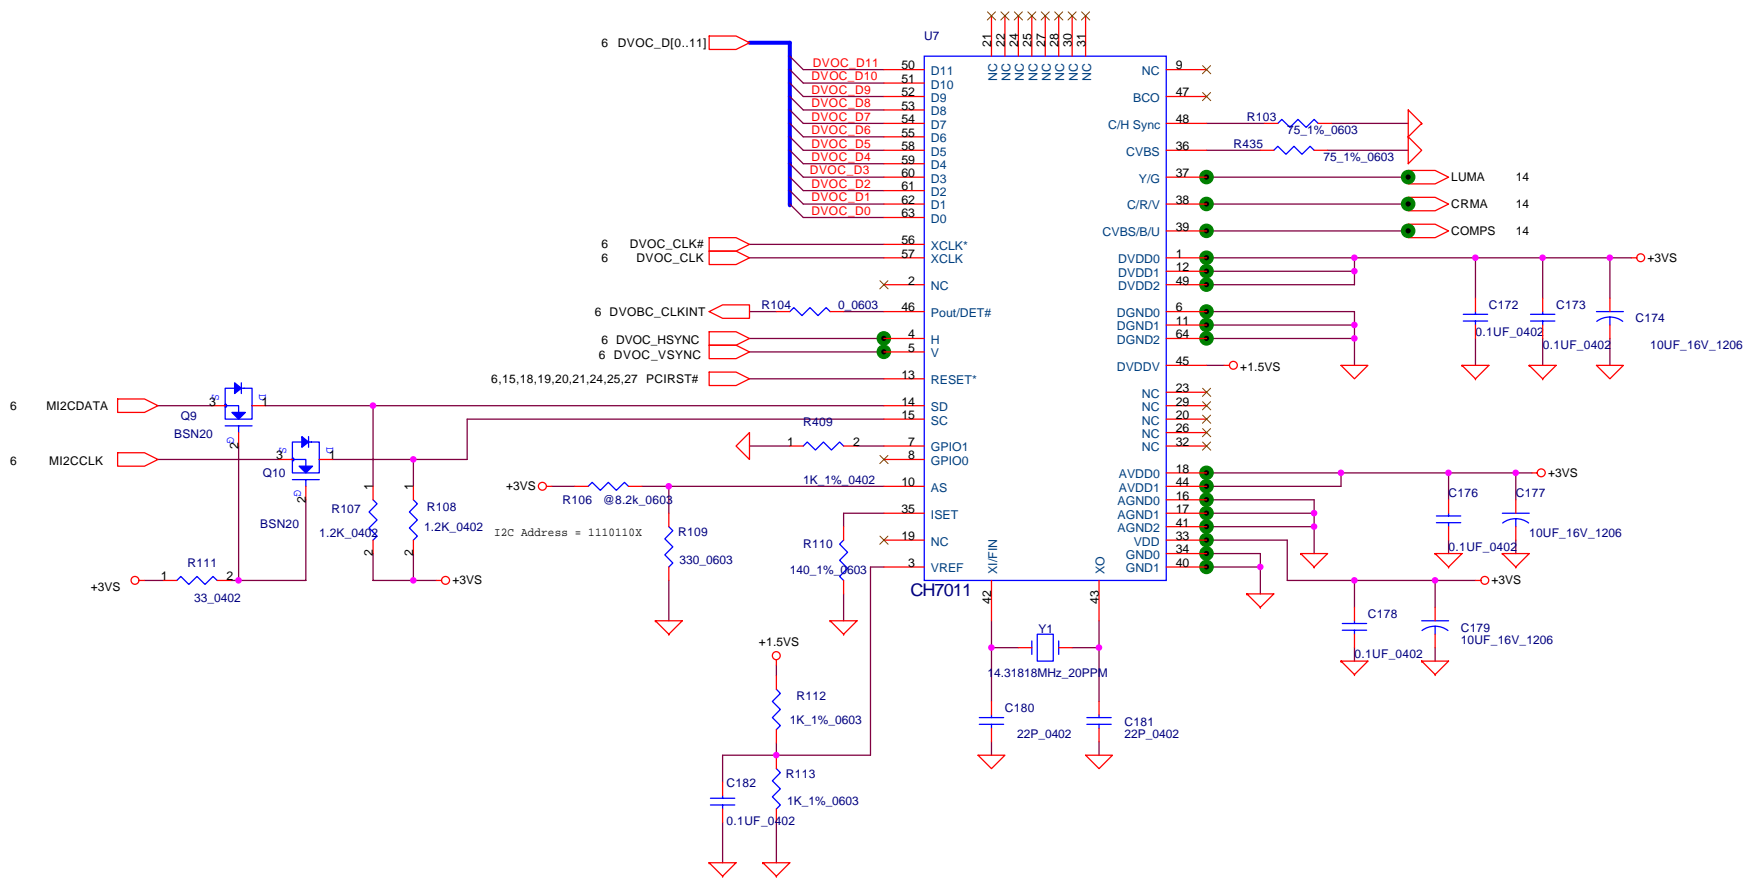 U7
6 DVOC_D[0..11]
21 22 24 25 27 28 30 31
NC NC NC NC NC NC NC NC
DVOC_D11 50 D11
DVOC_D10 51 D10
DVOC_D9 52 D9
DVOC_D8 53 D8
DVOC_D7 54 D7
DVOC_D6 55 D6
DVOC_D5 58 D5
DVOC_D4 59 D4
DVOC_D3 60 D3
DVOC_D2 61 D2
DVOC_D1 62 D1
DVOC_D0 63 D0
6 DVOC_CLK# 56 XCLK*
6 DVOC_CLK 57 XCLK
2 NC
6 DVOBC_CLKINT R104 0_0603 46 Pout/DET#
6 DVOC_HSYNC 4 H
6 DVOC_VSYNC 5 V
6,15,18,19,20,21,24,25,27 PCIRST# 13 RESET*
6 MI2CDATA 3 S D 1 14 SD
Q9
BSN20
G
2
15 SC
6 MI2CCLK 3 S D 1
Q10
G
2
BSN20
R409
1 2 7 GPIO1
8 GPIO0
1K_1%_0402
+3VS R106 @8.2k_0603 10 AS
I2C Address = 1110110X
1 R107 1.2K_0402 2
1 R108 1.2K_0402 2
R109
330_0603
35 ISET
R110
140_1%_0603
19 NC
3 VREF
+3VS 1 R111 2
33_0402
+3VS
CH7011
NC 9
BCO 47
C/H Sync 48 R103 75_1%_0603
CVBS 36 R435 75_1%_0603
Y/G 37 LUMA 14
C/R/V 38 CRMA 14
CVBS/B/U 39 COMPS 14
DVDD0 1 +3VS
DVDD1 12
DVDD2 49
DGND0 6
DGND1 11
DGND2 64
DVDDV 45 +1.5VS
C172
0.1UF_0402
C173
0.1UF_0402
C174
10UF_16V_1206
NC 23
NC 29
NC 20
NC 26
NC 32
AVDD0 18 +3VS
AVDD1 44
AGND0 16
AGND1 17
AGND2 41
VDD 33
GND0 34
GND1 40
C176
0.1UF_0402
C177
10UF_16V_1206
+3VS
C178
0.1UF_0402
C179
10UF_16V_1206
XI/FIN XO
42 43
Y1
14.31818MHz_20PPM
C180
22P_0402
C181
22P_0402
+1.5VS
R112
1K_1%_0603
C182
0.1UF_0402
R113
1K_1%_0603